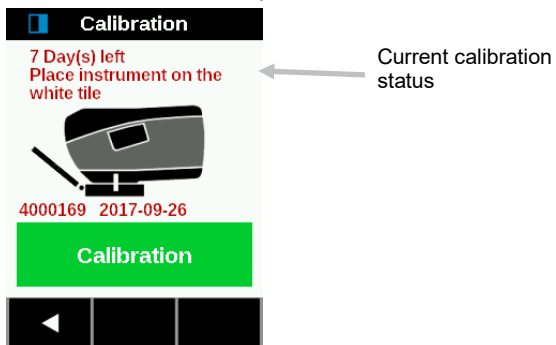 Calibration
7 Day(s) left
Place instrument on the
white tile
4000169 2017-09-26
Calibration
Current calibration
status